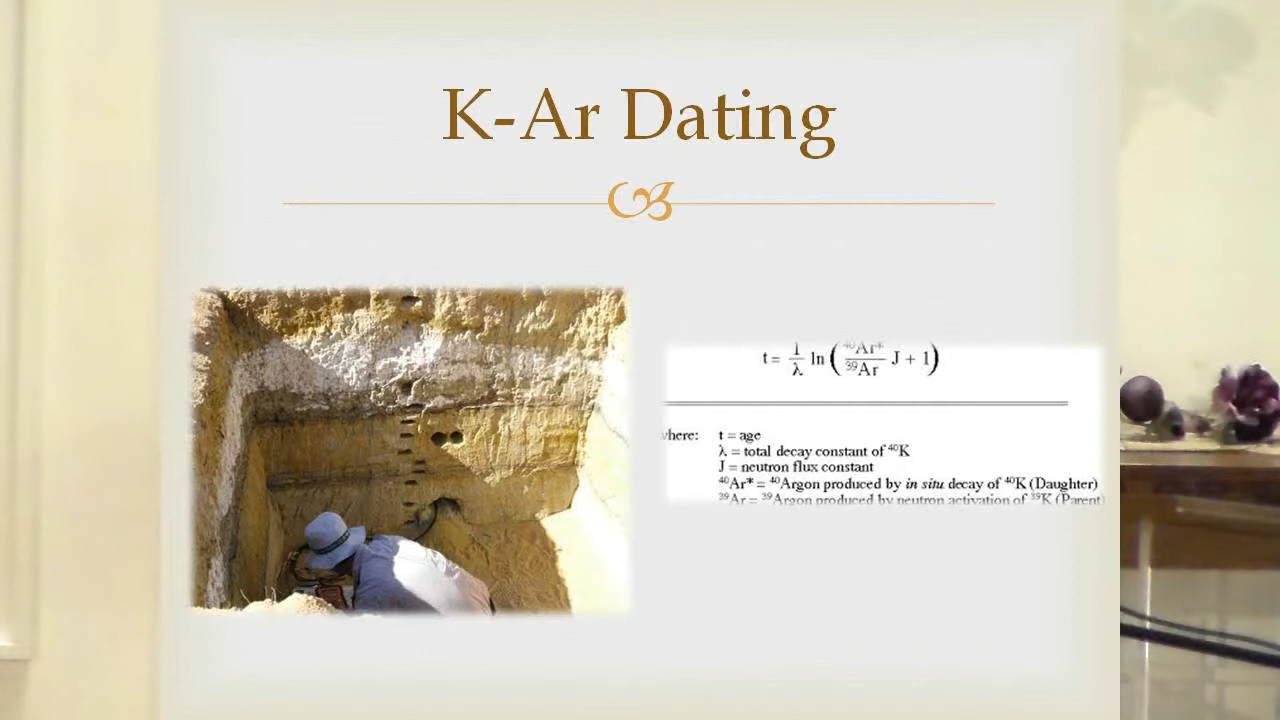 K-Ar Dating
t = 1/λ ln ( ⁴⁰Ar* / ³⁹Ar J + 1 )
where: t = age
λ = total decay constant of ⁴⁰K
J = neutron flux constant
⁴⁰Ar* = ⁴⁰Argon produced by in situ decay of ⁴⁰K (Daughter)
³⁹Ar = ³⁹Argon produced by neutron activation of ³⁹K (Parent)